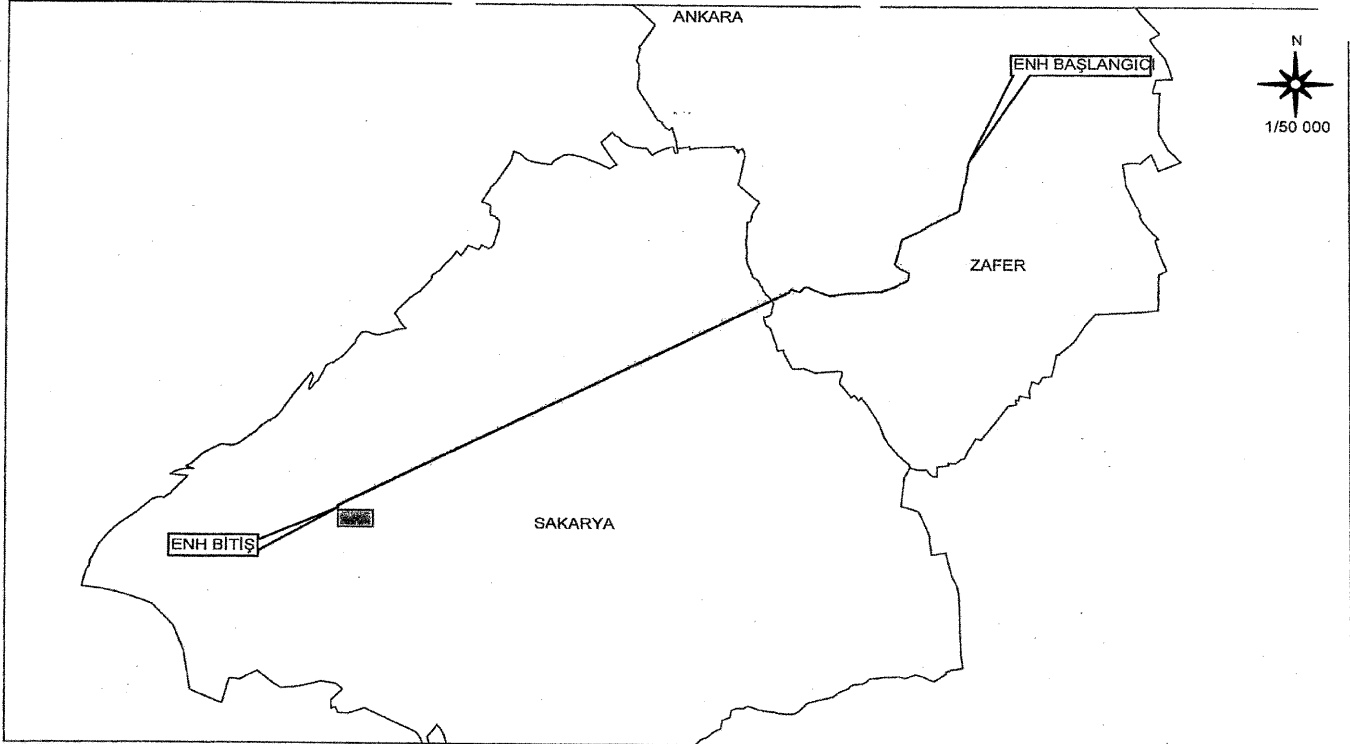 ANKARA
N
ENH BAŞLANGICI
1/50 000
ZAFER
SAKARYA
ENH BİTİŞ